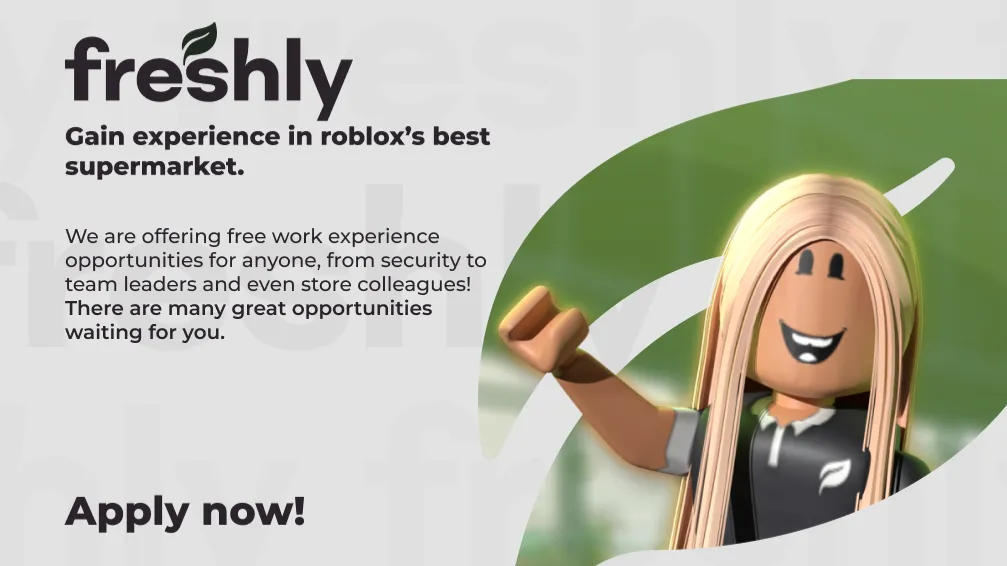 freshly
Gain experience in roblox’s best
supermarket.
We are offering free work experience
opportunities for anyone, from security to
team leaders and even store colleagues!
There are many great opportunities
waiting for you.
Apply now!